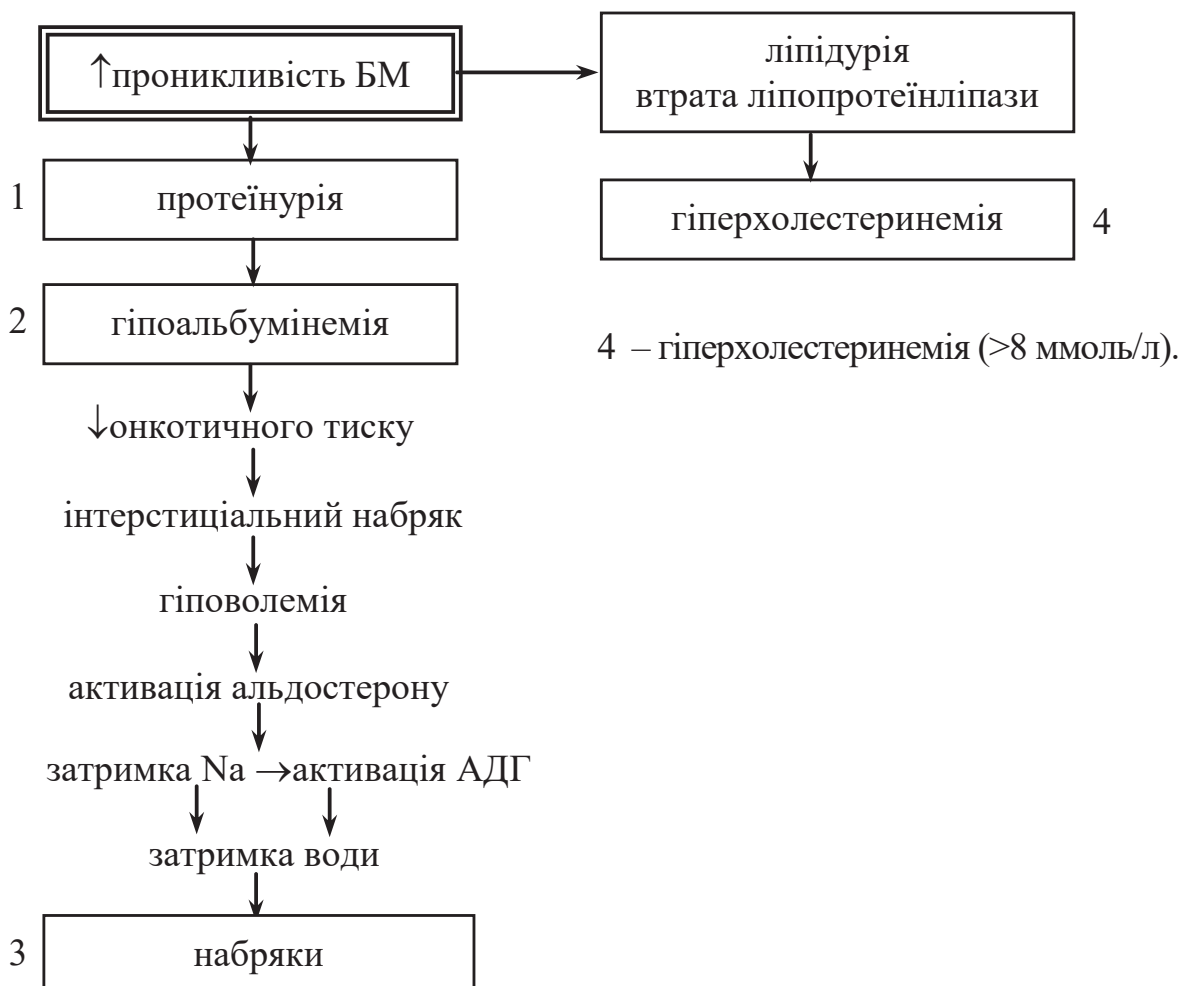 ↑проникливість БМ
ліпідурія
втрата ліпопротеїнліпази
1
протеїнурія
гіперхолестеринемія
4
2
гіпоальбумінемія
4 – гіперхолестеринемія (>8 ммоль/л).
↓онкотичного тиску
інтерстиціальний набряк
гіповолемія
активація альдостерону
затримка Na →активація АДГ
затримка води
3
набряки